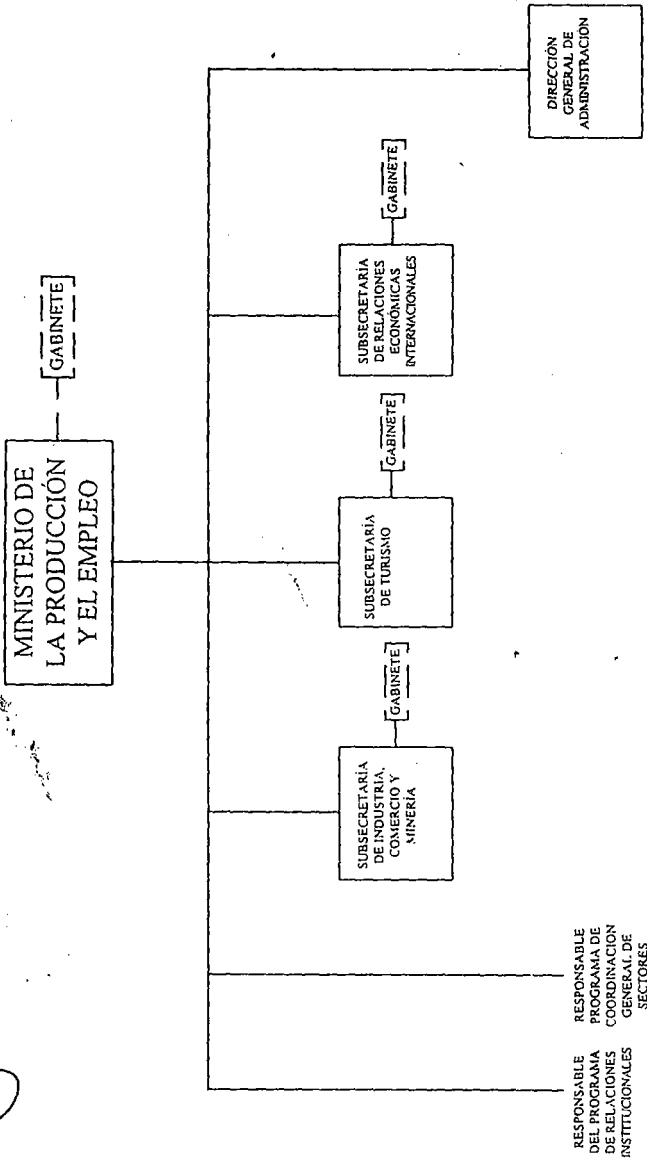 MINISTERIO DE
LA PRODUCCIÓN
Y EL EMPLEO
GABINETE
RESPONSABLE
DEL PROGRAMA
DE RELACIONES
INSTITUCIONALES
RESPONSABLE
PROGRAMA DE
COORDINACION
GENERAL DE
SECTORES
SUBSECRETARÍA
DE INDUSTRIA,
COMERCIO Y
MINERÍA
GABINETE
SUBSECRETARÍA
DE TURISMO
GABINETE
SUBSECRETARÍA
DE RELACIONES
ECONÓMICAS
INTERNACIONALES
GABINETE
DIRECCIÓN
GENERAL DE
ADMINISTRACIÓN